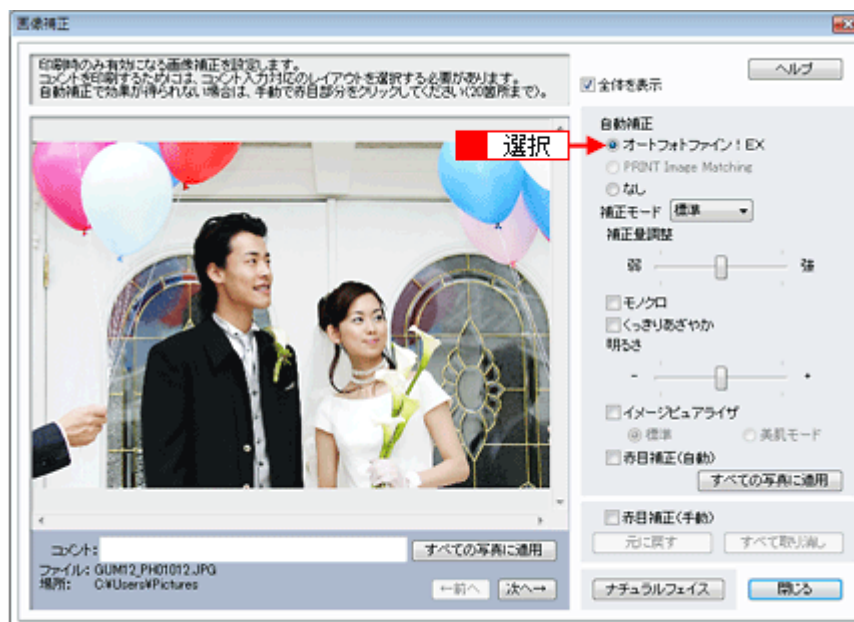 画像補正
印刷時のみ有効になる画像補正を設定します。
コメントを印刷するためには、コメント入力対応のレイアウトを選択する必要があります。
自動補正で効果が得られない場合は、手動で赤目部分をクリックしてください(20箇所まで)。
全体を表示
ヘルプ
自動補正
選択
オートフォトファイン！EX
PRINT Image Matching
なし
補正モード 標準
補正量調整
弱 強
モノクロ
くっきりあざやか
明るさ
- +
イメージピュアライザ
標準 美肌モード
赤目補正(自動)
すべての写真に適用
赤目補正(手動)
元に戻す すべて取り消し
コメント: すべての写真に適用
ファイル: GUM12_PH01012.JPG
場所: C:¥Users¥Pictures
←前へ 次へ→
ナチュラルフェイス 閉じる